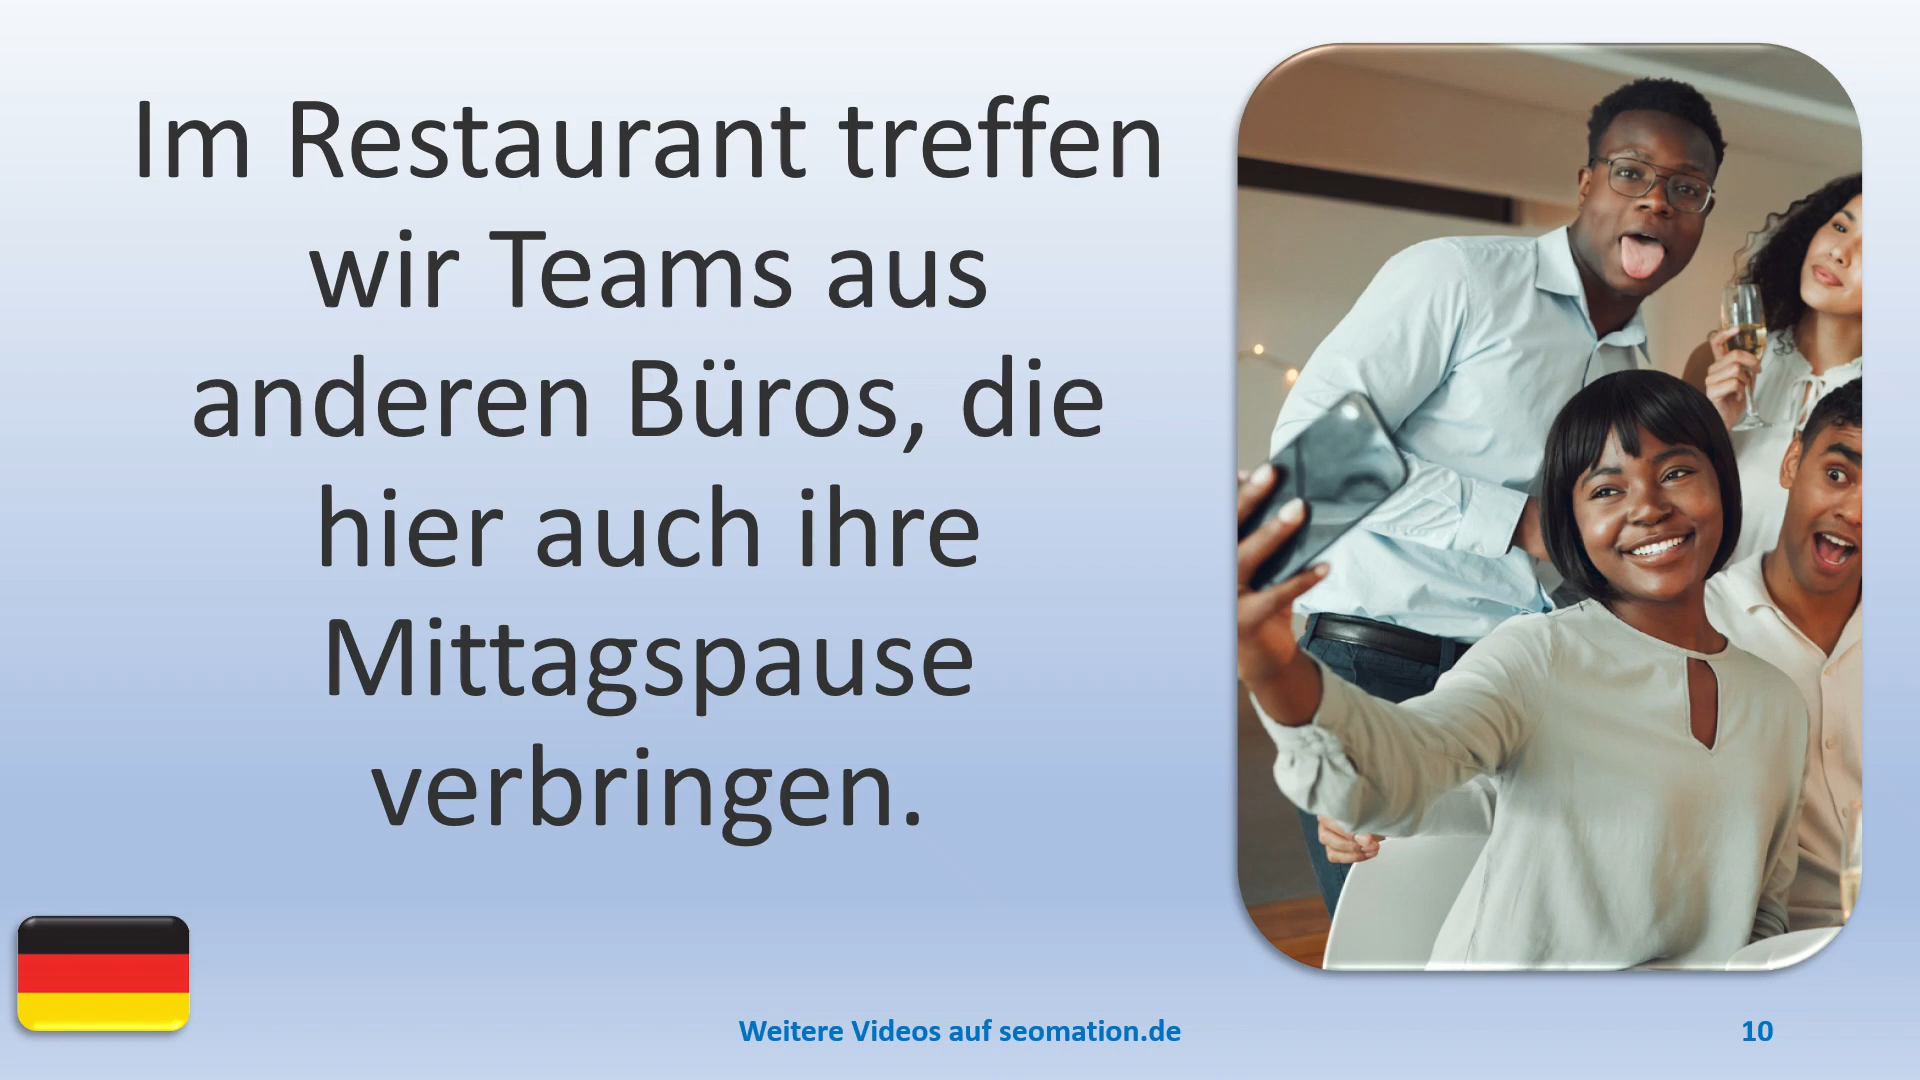 Im Restaurant treffen
wir Teams aus
anderen Büros, die
hier auch ihre
Mittagspause
verbringen.
Weitere Videos auf seomation.de
10